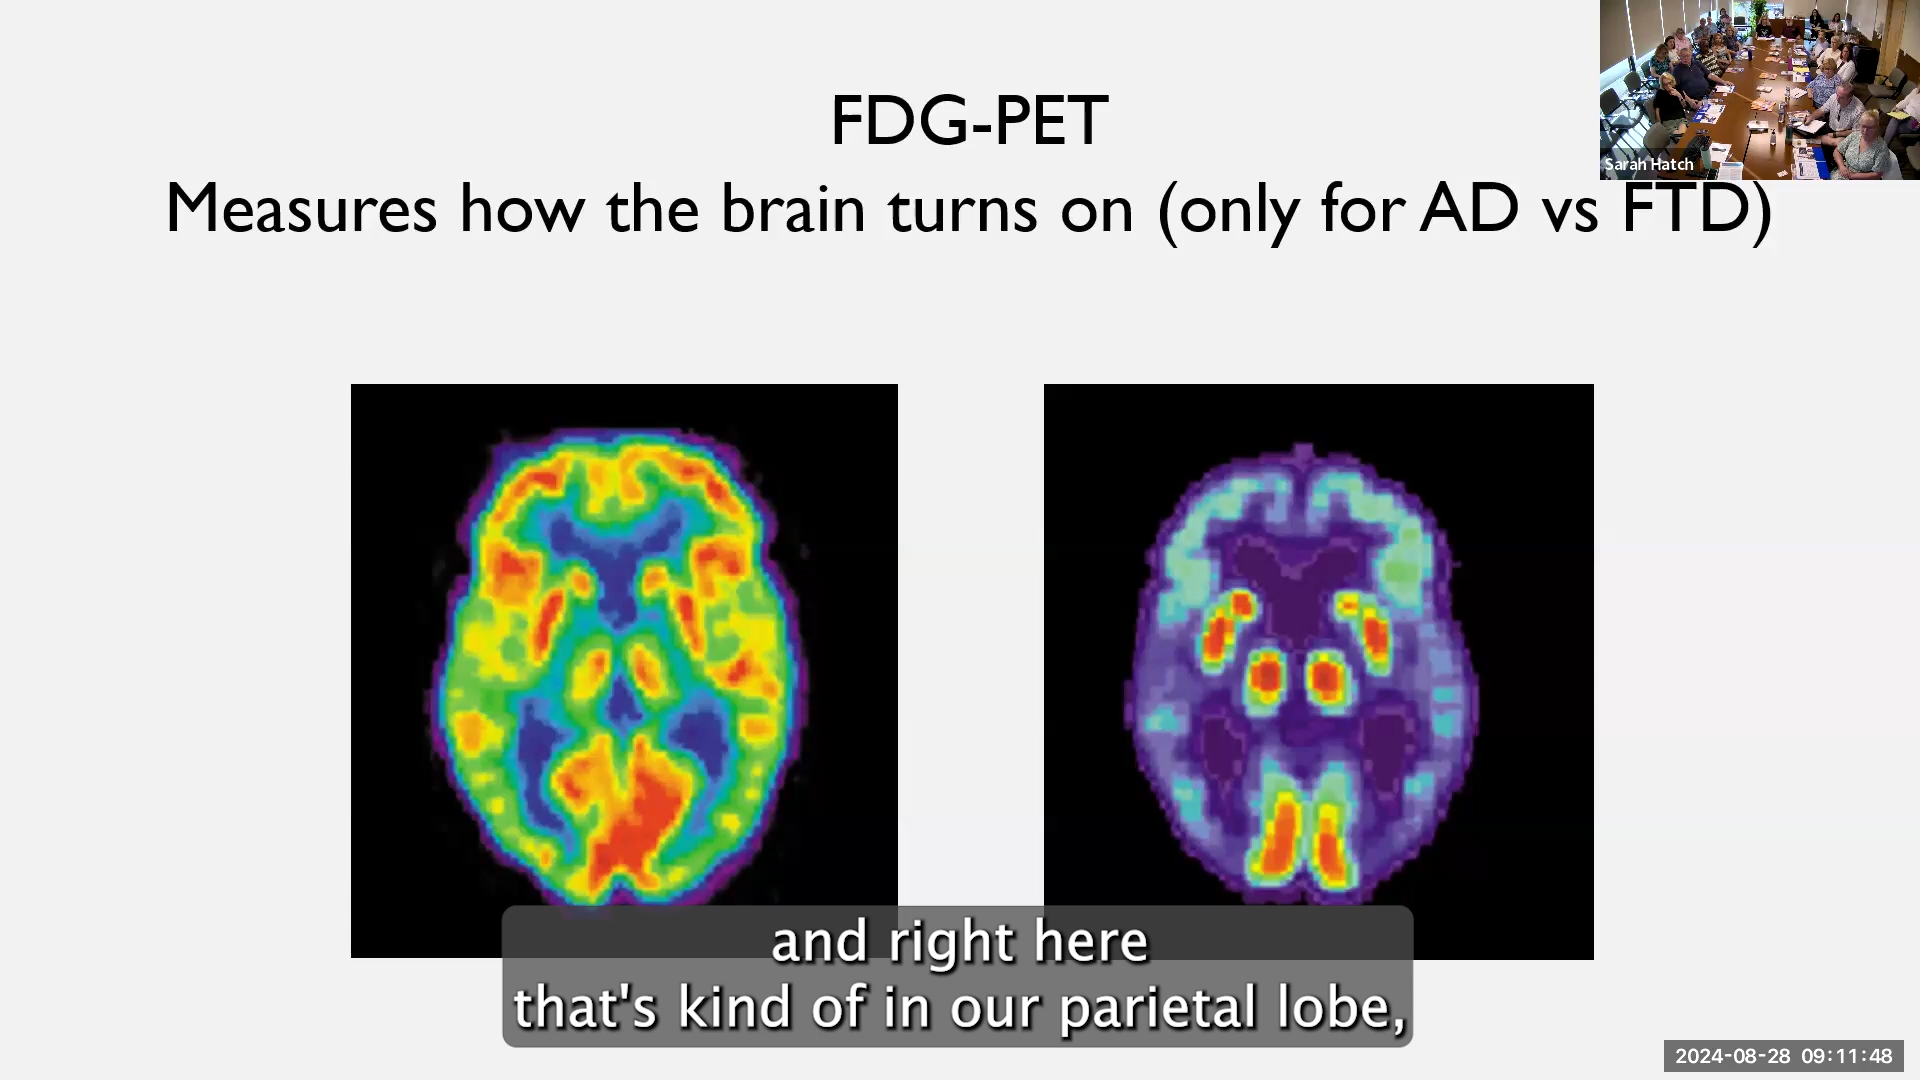 FDG-PET
Measures how the brain turns on (only for AD vs FTD)
Sarah Hatch
and right here
that's kind of in our parietal lobe,
2024-08-28 09:11:48